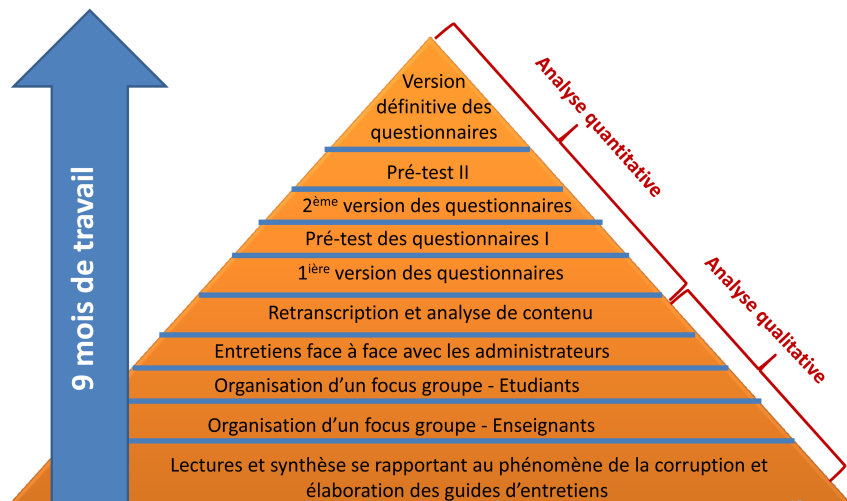 Version
définitive des
questionnaires
Pré-test II
2ème version des questionnaires
Pré-test des questionnaires I
1ière version des questionnaires
Retranscription et analyse de contenu
Entretiens face à face avec les administrateurs
Organisation d'un focus groupe - Etudiants
Organisation d'un focus groupe - Enseignants
Lectures et synthèse se rapportant au phénomène de la corruption et
élaboration des guides d'entretiens
9 mois de travail
Analyse quantitative
Analyse qualitative